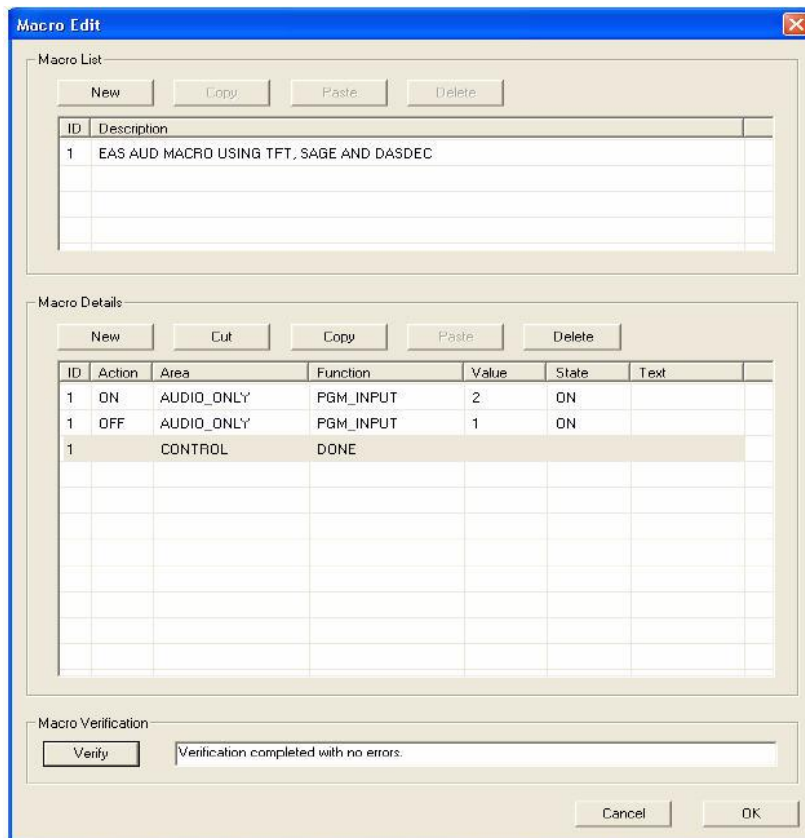 Macro Edit
Macro List
New Copy Paste Delete
ID Description
1 EAS AUD MACRO USING TFT, SAGE AND DASDEC
Macro Details
New Cut Copy Paste Delete
ID Action Area Function Value State Text
1 ON AUDIO_ONLY PGM_INPUT 2 ON
1 OFF AUDIO_ONLY PGM_INPUT 1 ON
1 CONTROL DONE
Macro Verification
Verify Verification completed with no errors.
Cancel OK